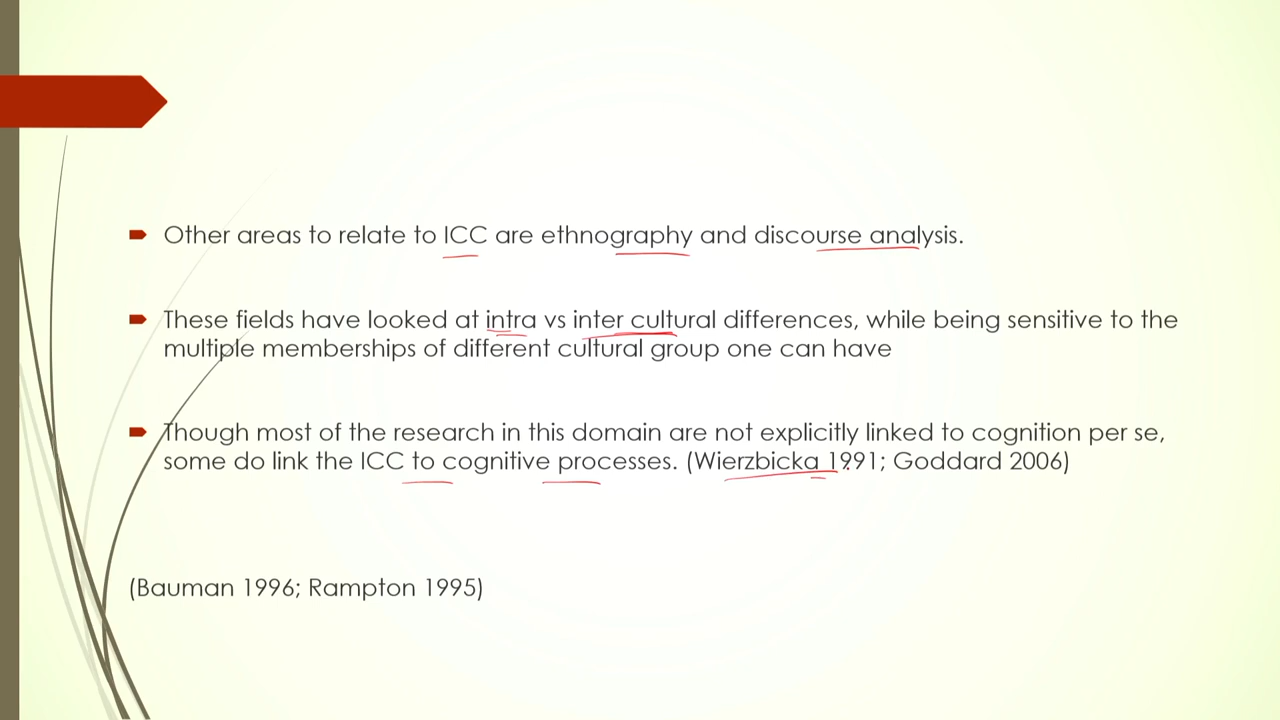 Other areas to relate to ICC are ethnography and discourse analysis.
These fields have looked at intra vs inter cultural differences, while being sensitive to the
multiple memberships of different cultural group one can have
Though most of the research in this domain are not explicitly linked to cognition per se,
some do link the ICC to cognitive processes. (Wierzbicka 1991; Goddard 2006)
(Bauman 1996; Rampton 1995)